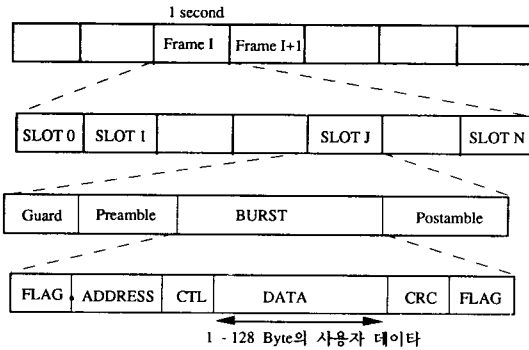 1 second
Frame I Frame I+1
SLOT 0 SLOT 1 SLOT J SLOT N
Guard Preamble BURST Postamble
FLAG ADDRESS CTL DATA CRC FLAG
1 - 128 Byte의 사용자 데이타